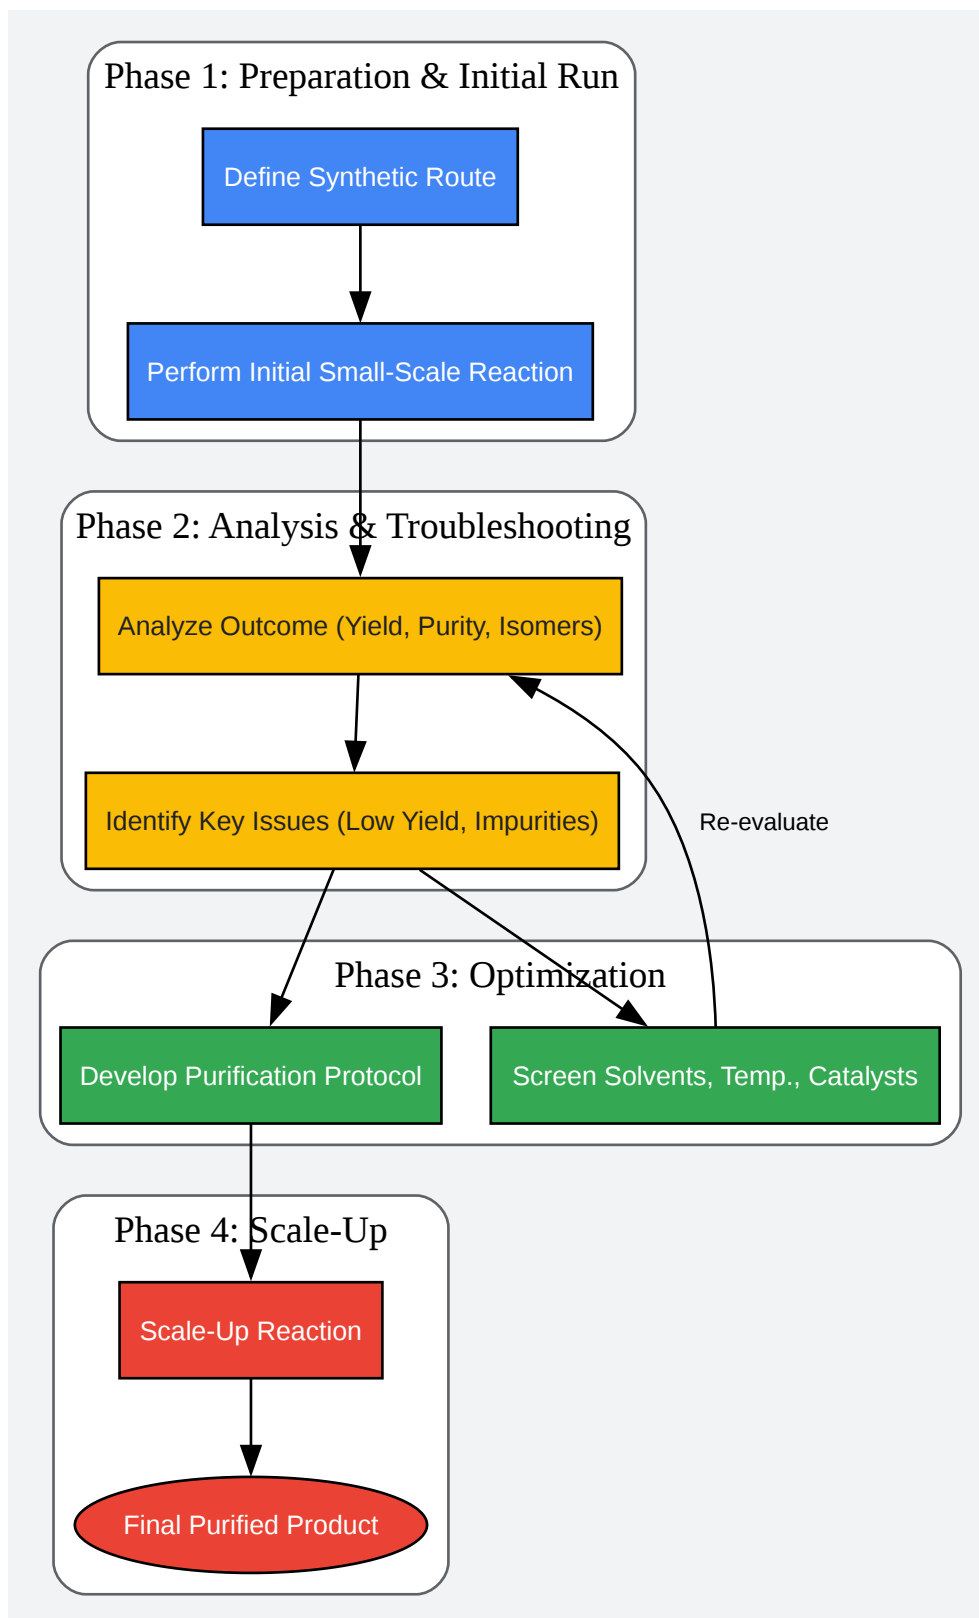 Phase 1: Preparation & Initial Run
Define Synthetic Route
Perform Initial Small-Scale Reaction
Phase 2: Analysis & Troubleshooting
Analyze Outcome (Yield, Purity, Isomers)
Identify Key Issues (Low Yield, Impurities)
Re-evaluate
Phase 3: Optimization
Develop Purification Protocol
Screen Solvents, Temp., Catalysts
Phase 4: Scale-Up
Scale-Up Reaction
Final Purified Product